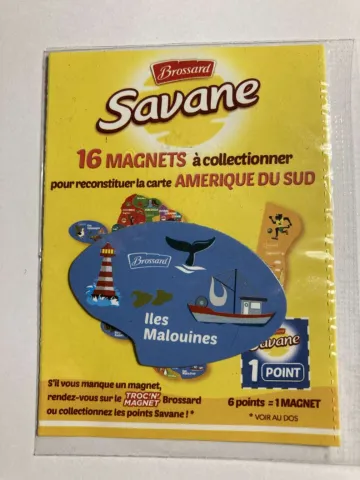 Brossard
Savane
16 MAGNETS à collectionner
pour reconstituer la carte AMERIQUE DU SUD
Brossard
Iles
Malouines
Brossard
Savane
1 POINT
S'il vous manque un magnet,
rendez-vous sur le TROC'N' MAGNET Brossard
ou collectionnez les points Savane ! *
6 points = 1 MAGNET
* VOIR AU DOS